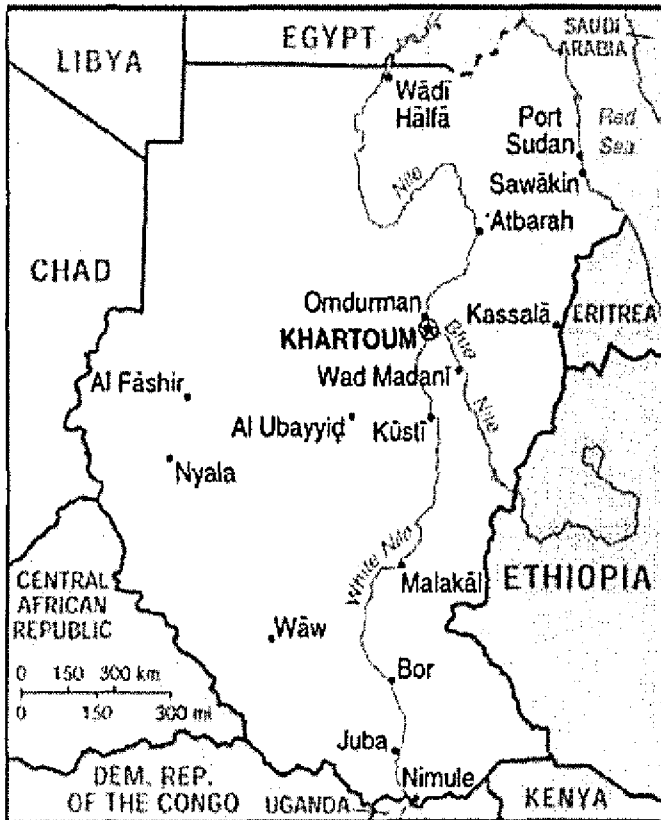 EGYPT
SAUDI
ARABIA
LIBYA
Wādī
Hālfā
Port
Sudan
Red
Sea
Sawākin
Nile
'Atbarah
CHAD
Omdurman
KHARTOUM
Kassalā
ERITREA
Blue
Nile
Wad Madanī
Al Fāshir
Al Ubayyiḍ
Kūstī
Nyala
White Nile
Malakāl
ETHIOPIA
CENTRAL
AFRICAN
REPUBLIC
Wāw
0 150 300 km
0 150 300 mi
Bor
Juba
Nimule
DEM. REP.
OF THE CONGO
UGANDA
KENYA